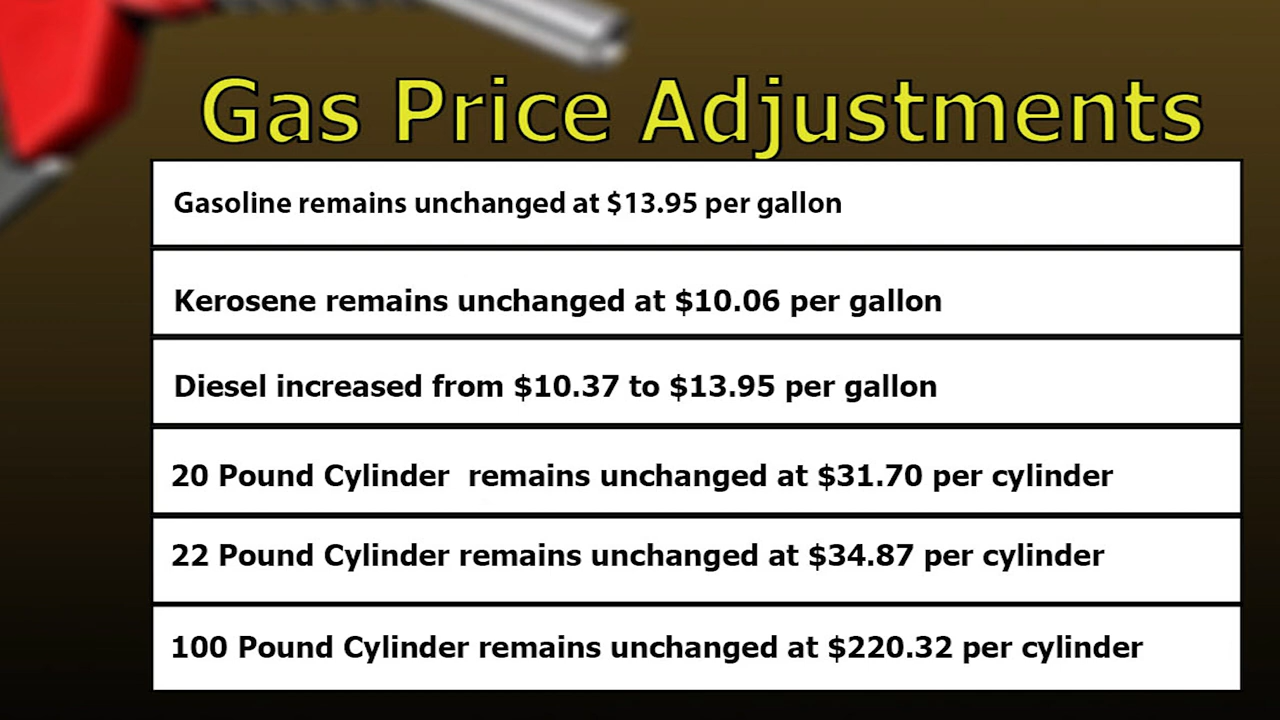 Gas Price Adjustments
Gasoline remains unchanged at $13.95 per gallon
Kerosene remains unchanged at $10.06 per gallon
Diesel increased from $10.37 to $13.95 per gallon
20 Pound Cylinder  remains unchanged at $31.70 per cylinder
22 Pound Cylinder remains unchanged at $34.87 per cylinder
100 Pound Cylinder remains unchanged at $220.32 per cylinder